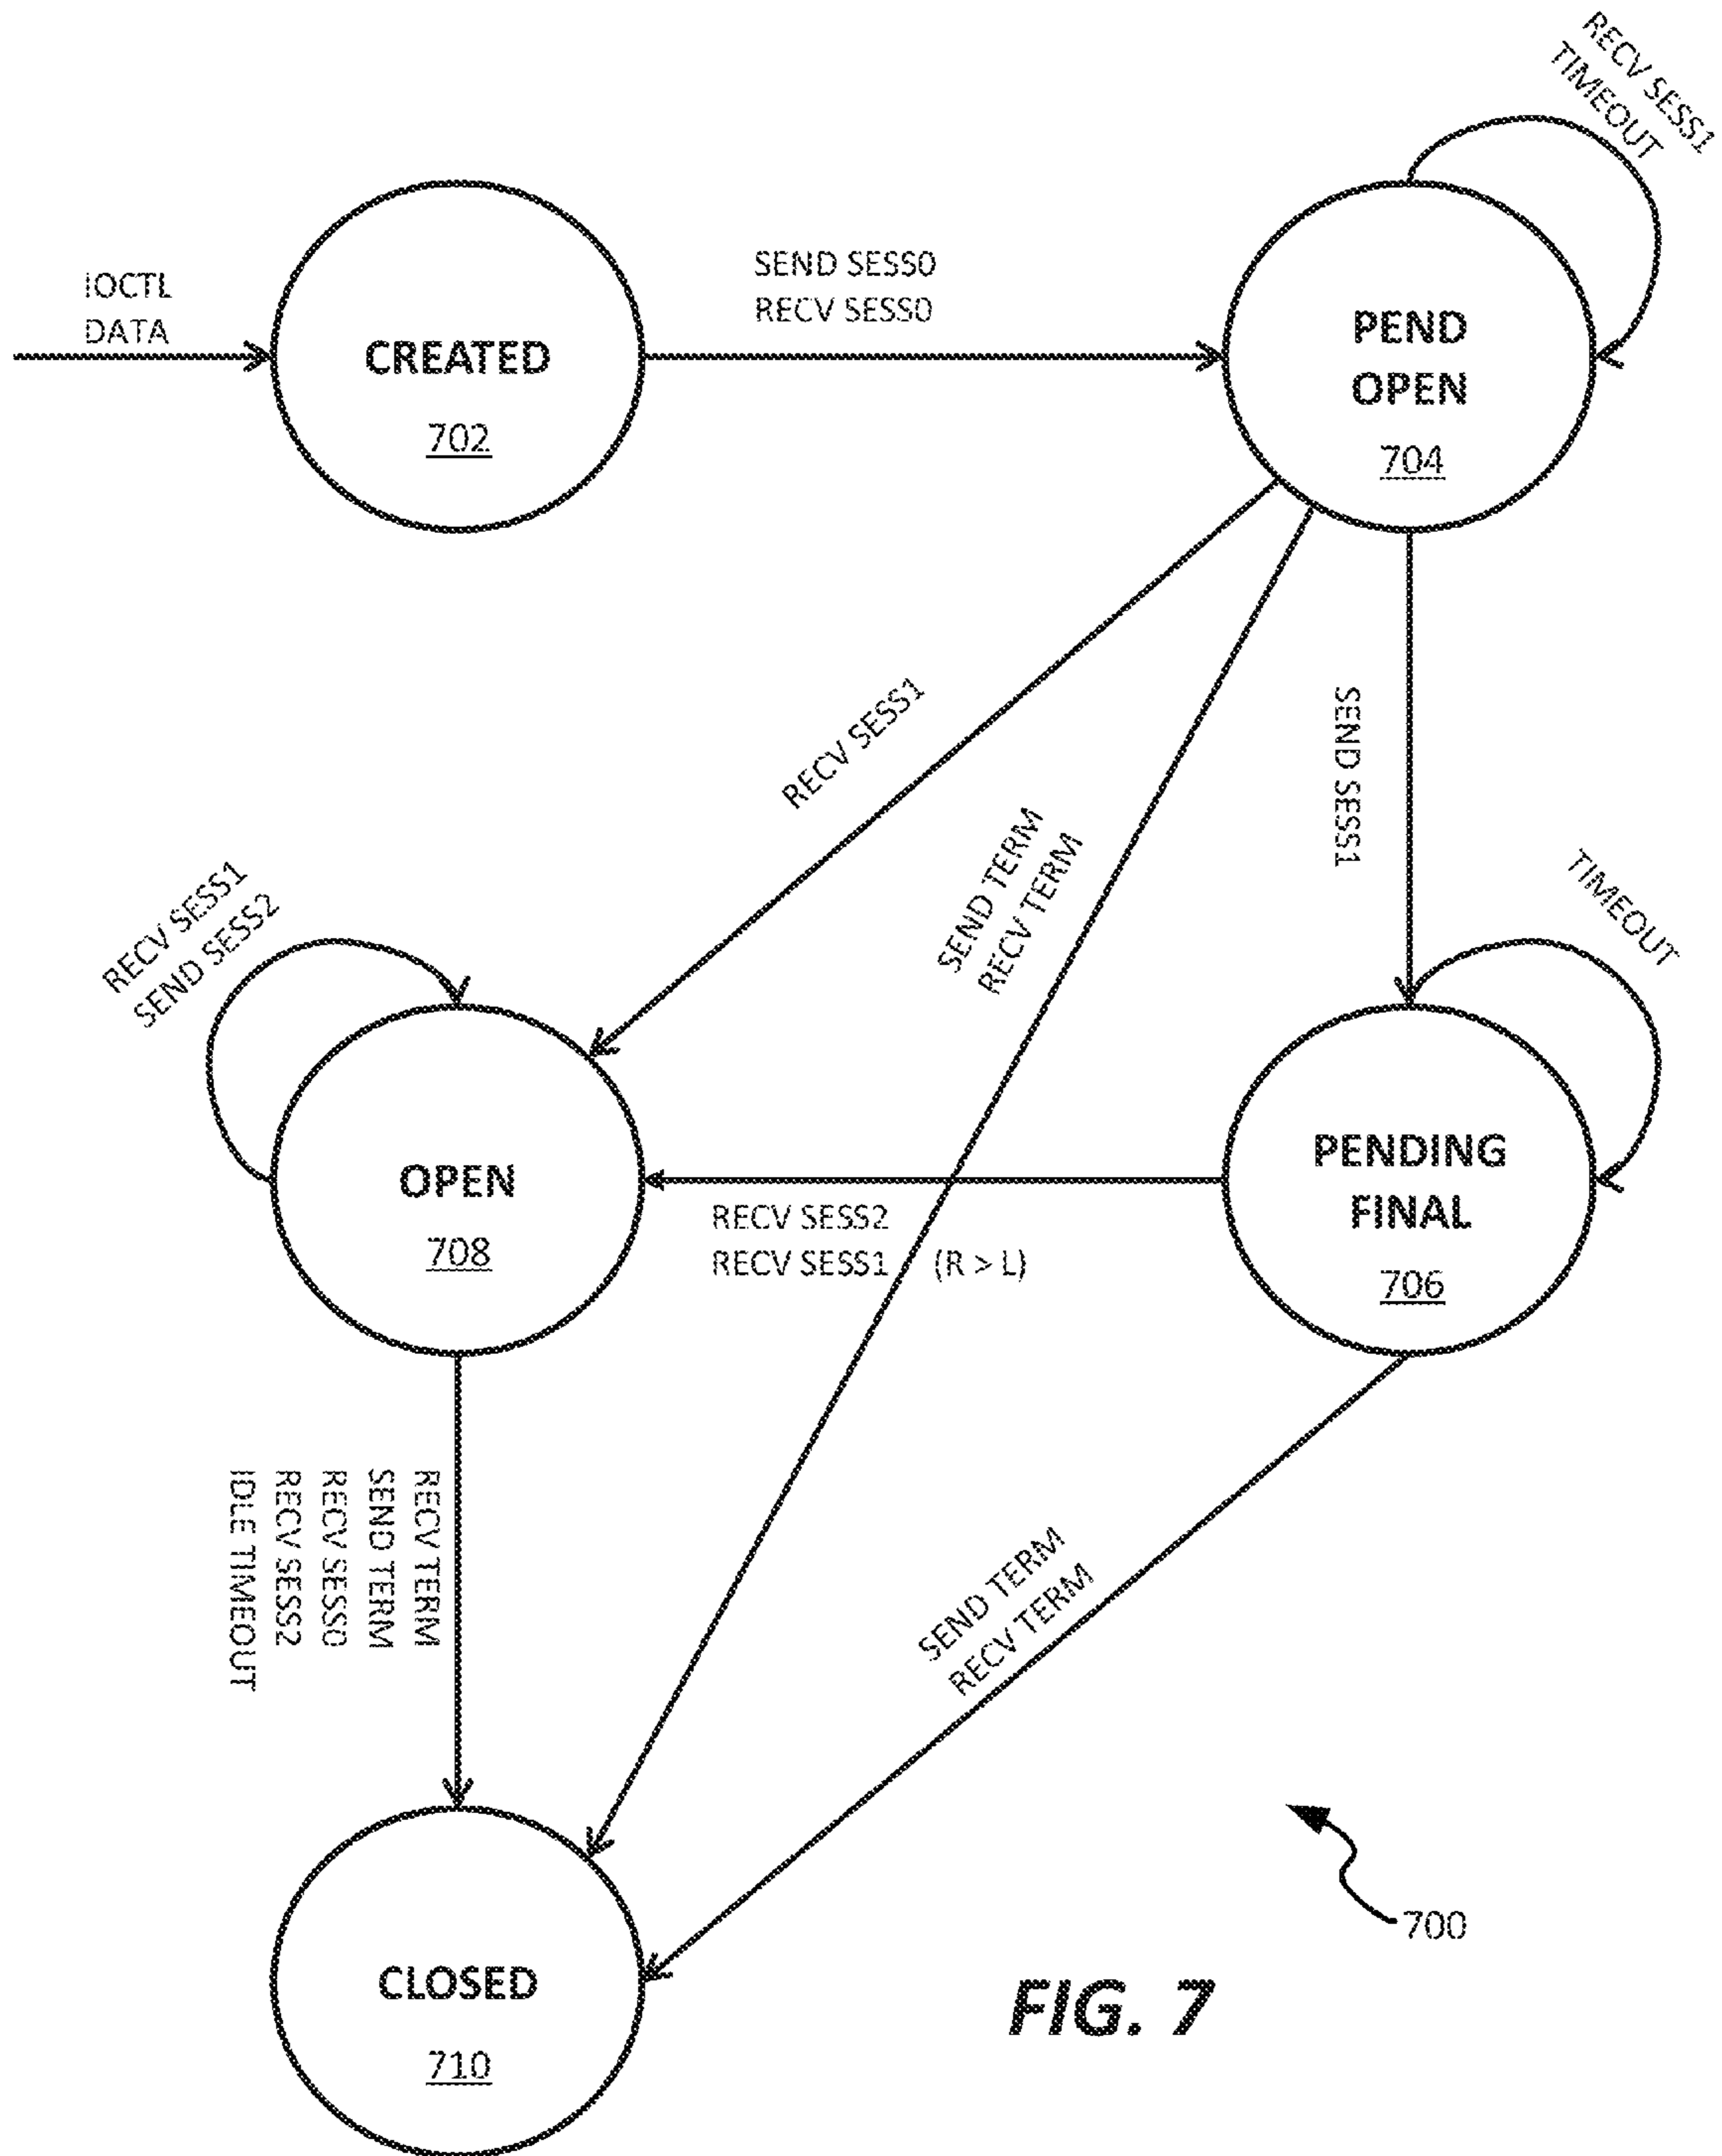 RECV SESS1
TIMEOUT
IOCTL
DATA
SEND SESS0
RECV SESS0
CREATED
702
PEND
OPEN
704
RECV SESS1
SEND SESS1
SEND TERM
RECV TERM
RECV SESS1
SEND SESS2
TIMEOUT
OPEN
708
RECV SESS2
RECV SESS1 (R > L)
PENDING
FINAL
706
RECV TERM
SEND TERM
RECV SESS0
RECV SESS2
IDLE TIMEOUT
SEND TERM
RECV TERM
CLOSED
710
700
FIG. 7